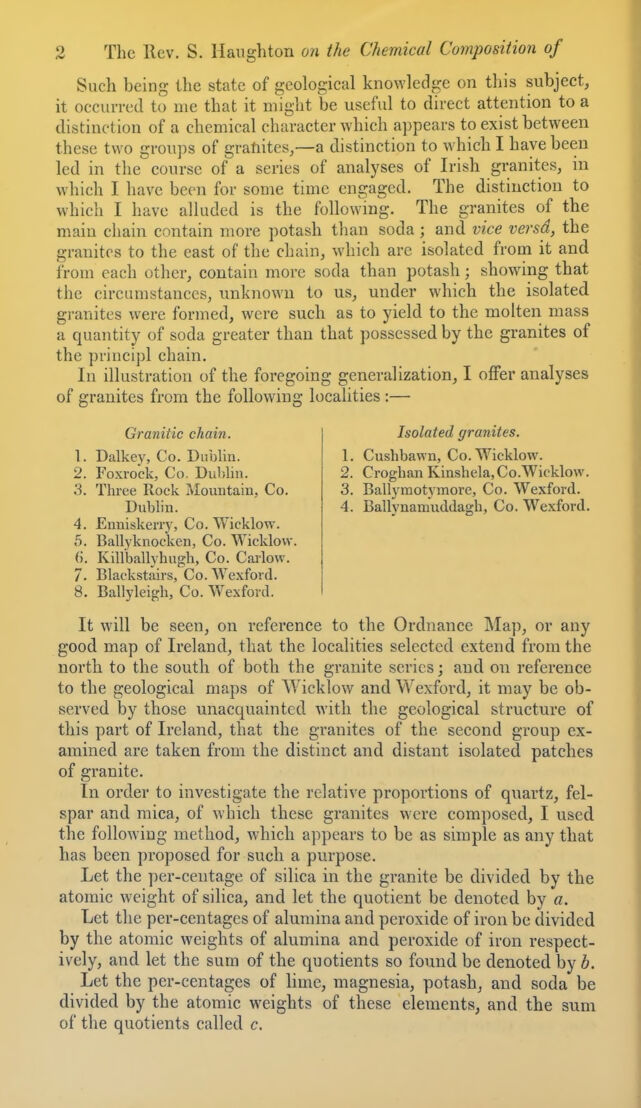 2 The Rev. S. Haughton on the Chemical Composition of
Such being the state of geological knowledge on this subject,
it occurred to me that it might be useful to direct attention to a
distinction of a chemical character which appears to exist between
these two groups of granites,—a distinction to which I have been
led in the course of a series of analyses of Irish granites, in
which I have been for some time engaged. The distinction to
which I have alluded is the following. The granites of the
main chain contain more potash than soda; and vice versâ, the
granites to the east of the chain, which are isolated from it and
from each other, contain more soda than potash; showing that
the circumstances, unknown to us, under which the isolated
granites were formed, were such as to yield to the molten mass
a quantity of soda greater than that possessed by the granites of
the principl chain.
In illustration of the foregoing generalization, I offer analyses
of granites from the following localities:—
Granitic chain.
1. Dalkey, Co. Dublin.
2. Foxrock, Co. Dublin.
3. Three Rock Mountain, Co.
Dublin.
4. Enniskerry, Co. Wicklow.
5. Ballyknocken, Co. Wicklow.
6. Killballyhugh, Co. Carlow.
7. Blackstairs, Co. Wexford.
8. Ballyleigh, Co. Wexford.
Isolated granites.
1. Cushbawn, Co. Wicklow.
2. Croghan Kinshela, Co. Wicklow.
3. Ballymotymore, Co. Wexford.
4. Ballynamuddagh, Co. Wexford.
It will be seen, on reference to the Ordnance Map, or any
good map of Ireland, that the localities selected extend from the
north to the south of both the granite series; and on reference
to the geological maps of Wicklow and Wexford, it may be ob-
served by those unacquainted with the geological structure of
this part of Ireland, that the granites of the second group ex-
amined are taken from the distinct and distant isolated patches
of granite.
In order to investigate the relative proportions of quartz, fel-
spar and mica, of which these granites were composed, I used
the following method, which appears to be as simple as any that
has been proposed for such a purpose.
Let the per-centage of silica in the granite be divided by the
atomic weight of silica, and let the quotient be denoted by a.
Let the per-centages of alumina and peroxide of iron be divided
by the atomic weights of alumina and peroxide of iron respect-
ively, and let the sum of the quotients so found be denoted by b.
Let the per-centages of lime, magnesia, potash, and soda be
divided by the atomic weights of these elements, and the sum
of the quotients called c.